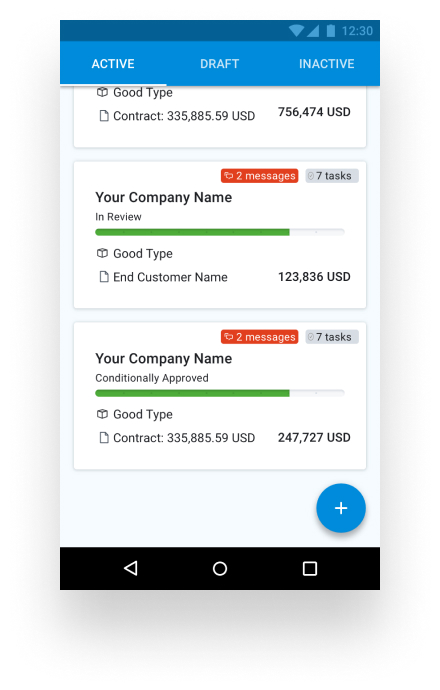 12:30
ACTIVE DRAFT INACTIVE
Good Type
Contract: 335,885.59 USD 756,474 USD
2 messages 7 tasks
Your Company Name
In Review
Good Type
End Customer Name 123,836 USD
2 messages 7 tasks
Your Company Name
Conditionally Approved
Good Type
Contract: 335,885.59 USD 247,727 USD